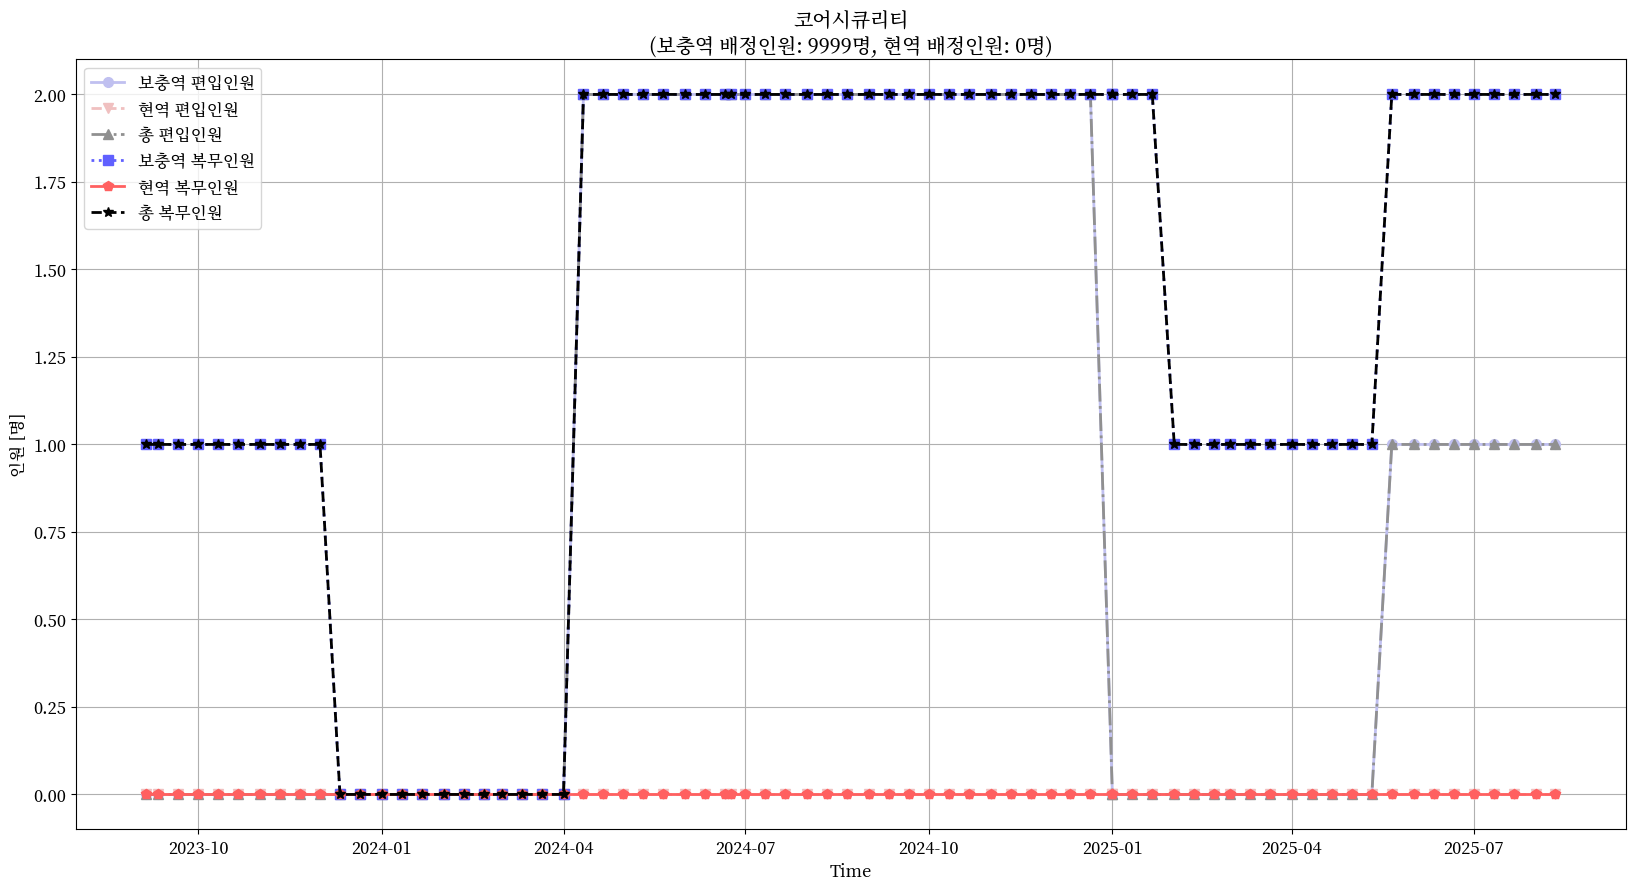 코어시큐리티
(보충역 배정인원: 9999명, 현역 배정인원: 0명)
보충역 편입인원
현역 편입인원
총 편입인원
보충역 복무인원
현역 복무인원
총 복무인원
2.00
1.75
1.50
1.25
1.00
0.75
0.50
0.25
0.00
인원 [명]
2023-10
2024-01
2024-04
2024-07
2024-10
2025-01
2025-04
2025-07
Time